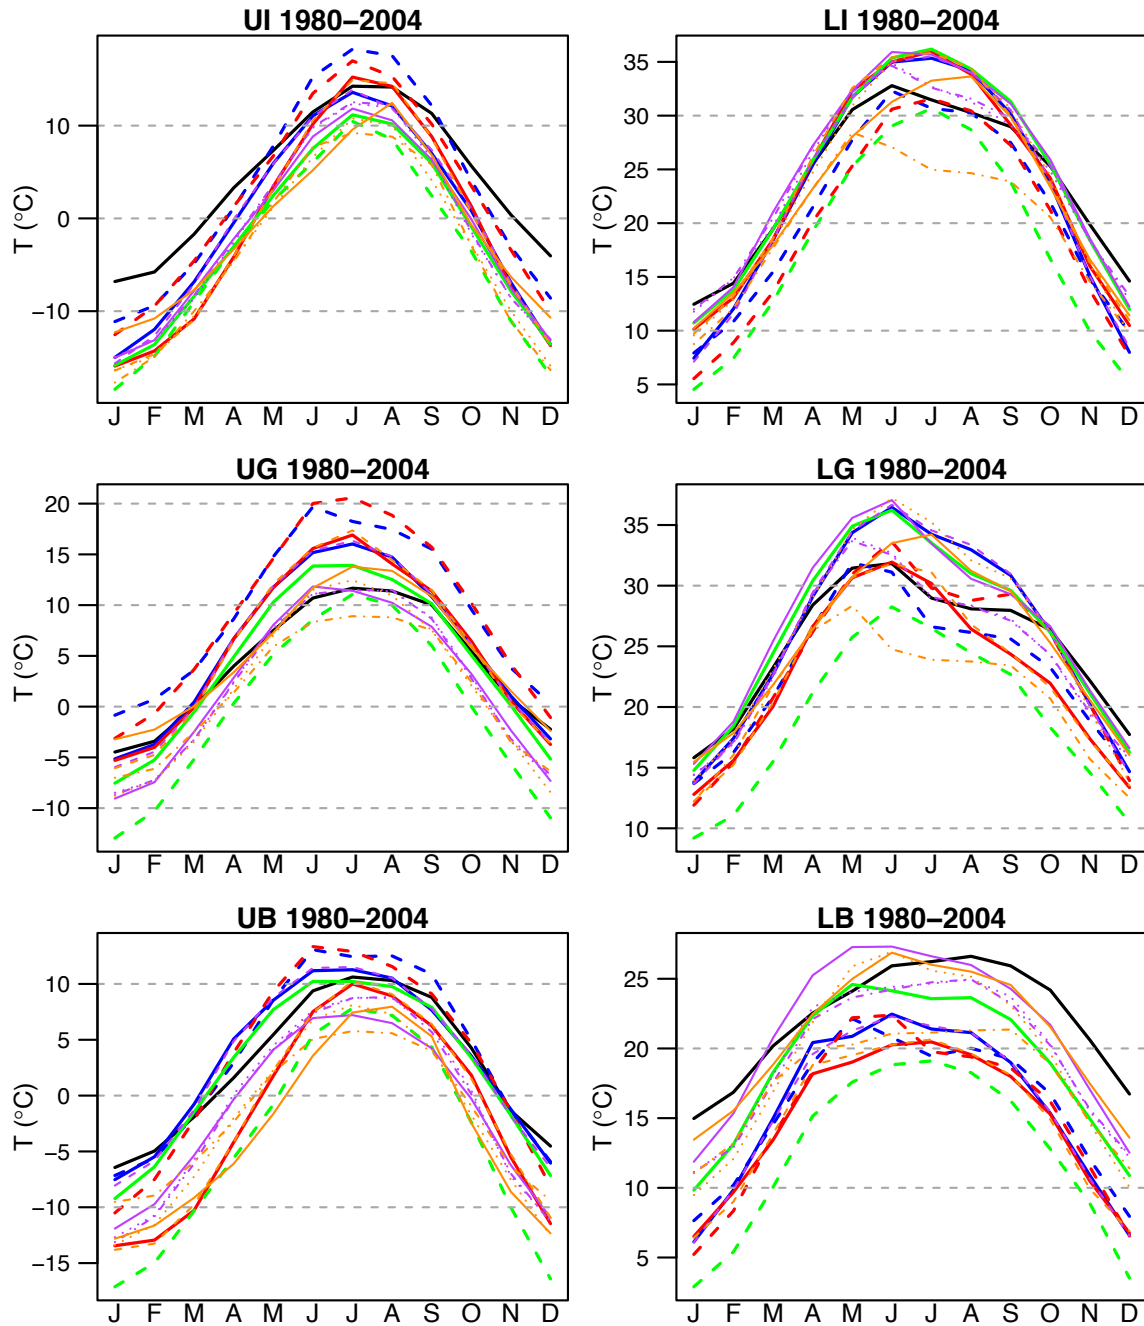 UI 1980−2004
T (°C)
10
0
−10
J F M A M J J A S O N D
LI 1980−2004
T (°C)
35
30
25
20
15
10
5
J F M A M J J A S O N D
UG 1980−2004
T (°C)
20
15
10
5
0
−5
−10
J F M A M J J A S O N D
LG 1980−2004
T (°C)
35
30
25
20
15
10
J F M A M J J A S O N D
UB 1980−2004
T (°C)
10
5
0
−5
−10
−15
J F M A M J J A S O N D
LB 1980−2004
T (°C)
25
20
15
10
5
J F M A M J J A S O N D